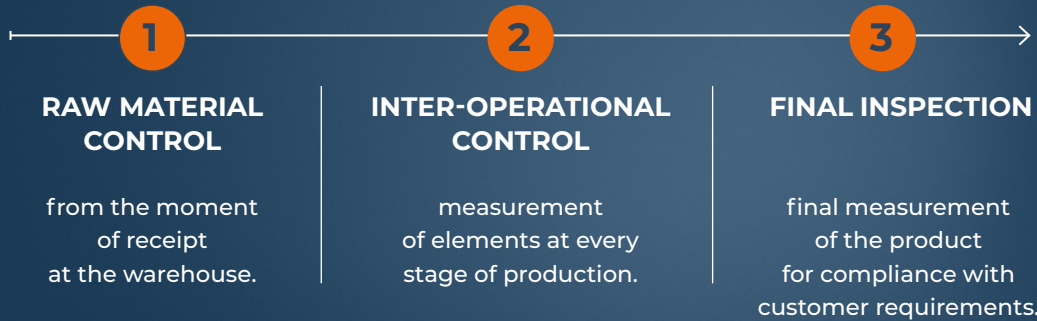 1
RAW MATERIAL
CONTROL
from the moment
of receipt
at the warehouse.
2
INTER-OPERATIONAL
CONTROL
measurement
of elements at every
stage of production.
3
FINAL INSPECTION
final measurement
of the product
for compliance with
customer requirements.